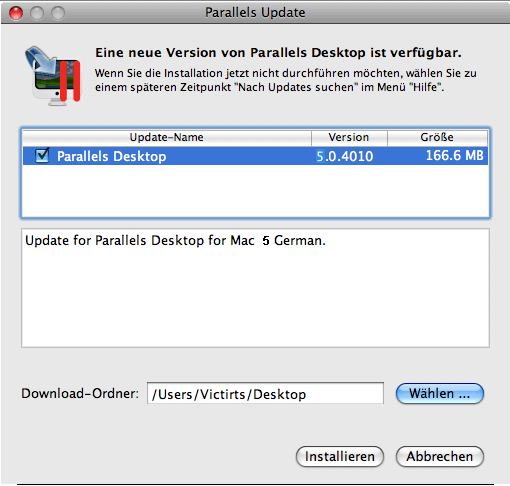 Parallels Update
Eine neue Version von Parallels Desktop ist verfügbar.
Wenn Sie die Installation jetzt nicht durchführen möchten, wählen Sie zu
einem späteren Zeitpunkt "Nach Updates suchen" im Menü "Hilfe".
Update-Name Version Größe
Parallels Desktop 5.0.4010 166.6 MB
Update for Parallels Desktop for Mac 5 German.
Download-Ordner: /Users/Victirts/Desktop Wählen ...
Installieren Abbrechen